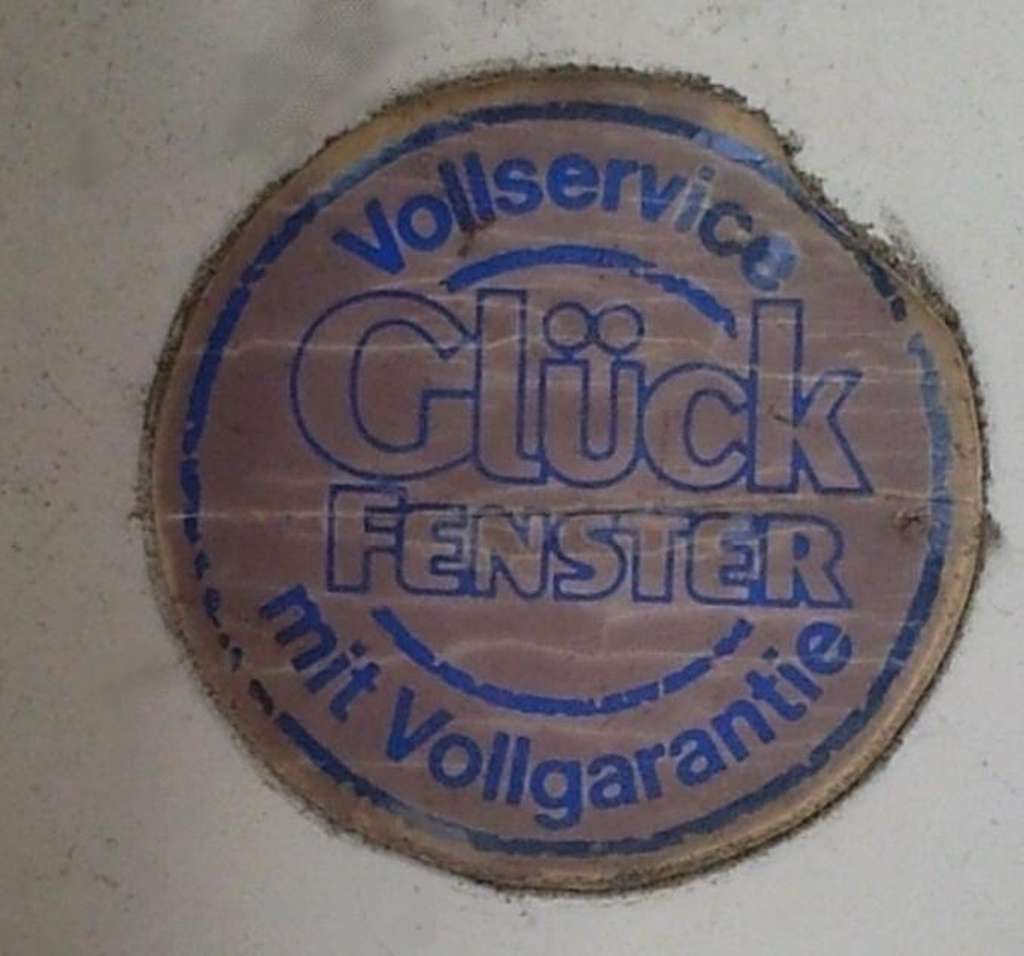 Vollservice
Glück
FENSTER
mit Vollgarantie